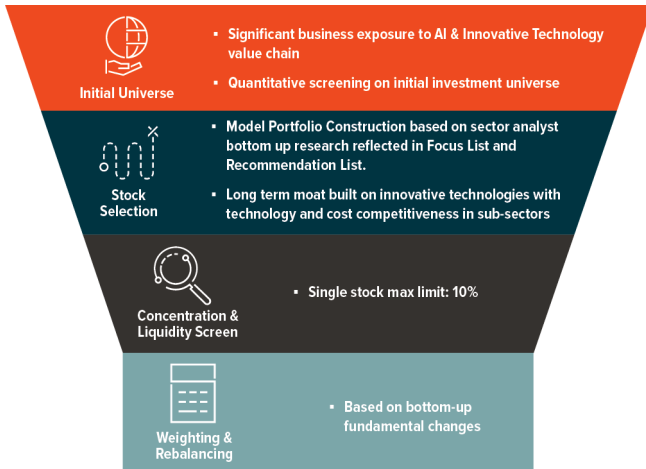 Initial Universe
▪ Significant business exposure to AI & Innovative Technology
value chain
▪ Quantitative screening on initial investment universe
Stock
Selection
▪ Model Portfolio Construction based on sector analyst
bottom up research reflected in Focus List and
Recommendation List.
▪ Long term moat built on innovative technologies with
technology and cost competitiveness in sub-sectors
Concentration &
Liquidity Screen
▪ Single stock max limit: 10%
Weighting &
Rebalancing
▪ Based on bottom-up
fundamental changes